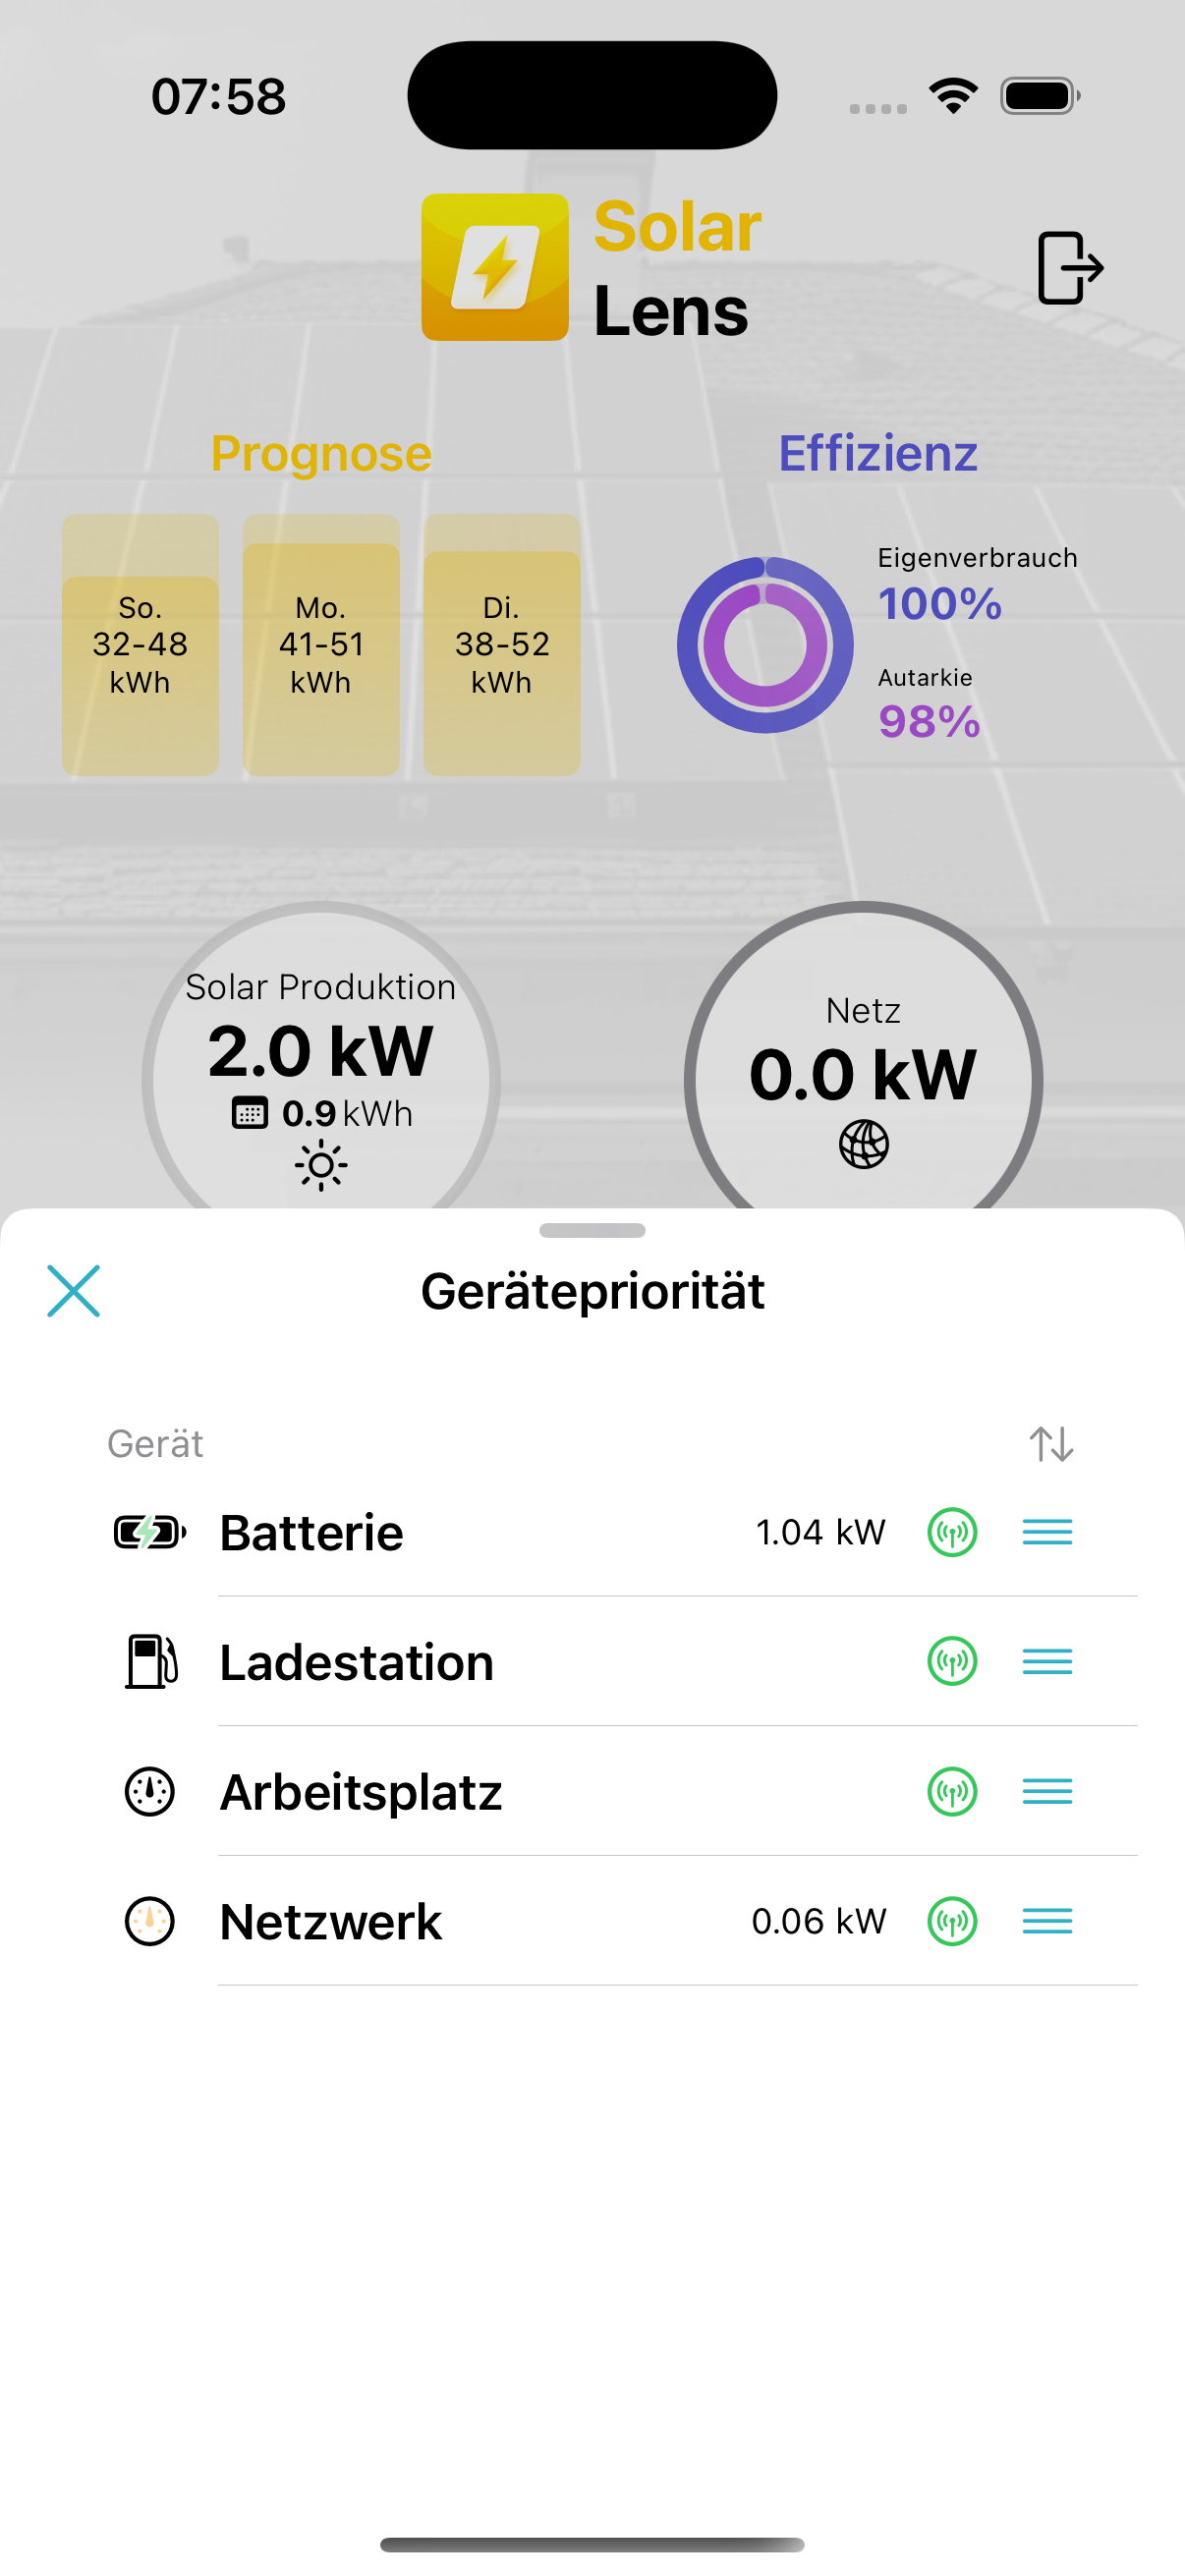 07:58
Solar
Lens
Prognose
Effizienz
So.
32-48
kWh
Mo.
41-51
kWh
Di.
38-52
kWh
Eigenverbrauch
100%
Autarkie
98%
Solar Produktion
2.0 kW
0.9 kWh
Netz
0.0 kW
Gerätepriorität
Gerät
Batterie 1.04 kW
Ladestation
Arbeitsplatz
Netzwerk 0.06 kW